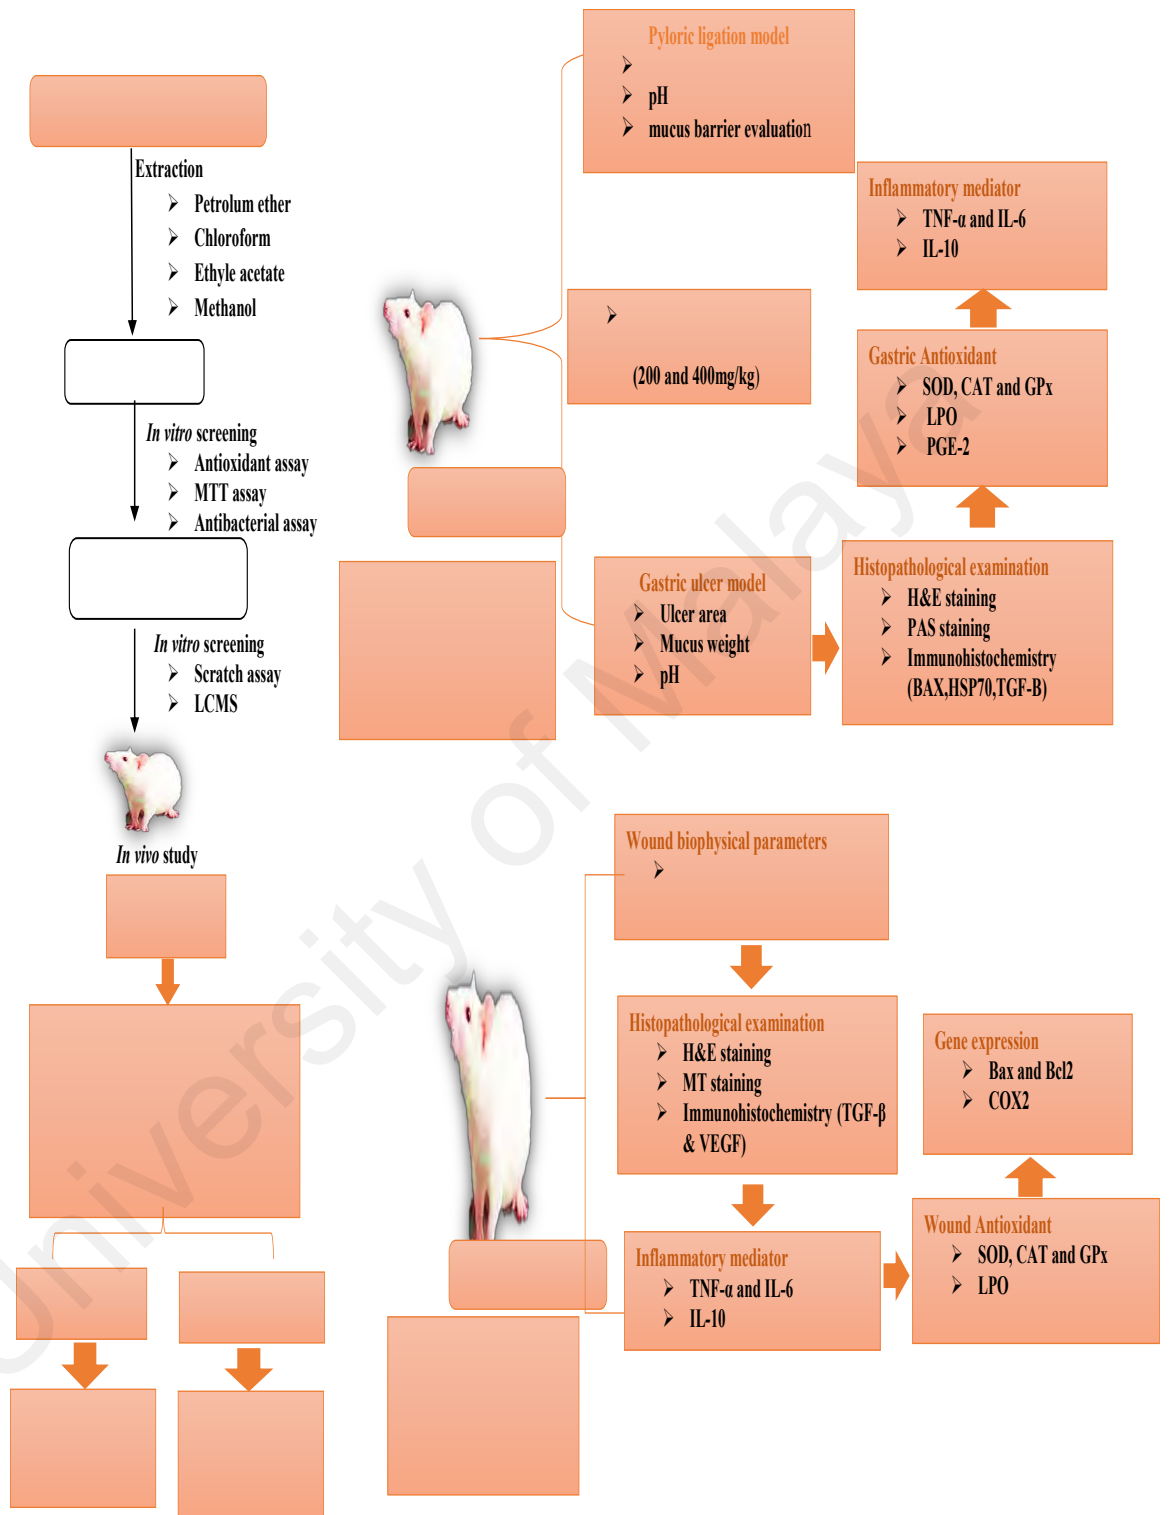 Extraction
➢ Petrolum ether
➢ Chloroform
➢ Ethyle acetate
➢ Methanol
In vitro screening
➢ Antioxidant assay
➢ MTT assay
➢ Antibacterial assay
In vitro screening
➢ Scratch assay
➢ LCMS
In vivo study
Pyloric ligation model
➢
➢ pH
➢ mucus barrier evaluation
➢
(200 and 400mg/kg)
Gastric ulcer model
➢ Ulcer area
➢ Mucus weight
➢ pH
Histopathological examination
➢ H&E staining
➢ PAS staining
➢ Immunohistochemistry
(BAX,HSP70,TGF-B)
Gastric Antioxidant
➢ SOD, CAT and GPx
➢ LPO
➢ PGE-2
Inflammatory mediator
➢ TNF-α and IL-6
➢ IL-10
Wound biophysical parameters
➢
Histopathological examination
➢ H&E staining
➢ MT staining
➢ Immunohistochemistry (TGF-β
& VEGF)
Inflammatory mediator
➢ TNF-α and IL-6
➢ IL-10
Wound Antioxidant
➢ SOD, CAT and GPx
➢ LPO
Gene expression
➢ Bax and Bcl2
➢ COX2
University of Malaya